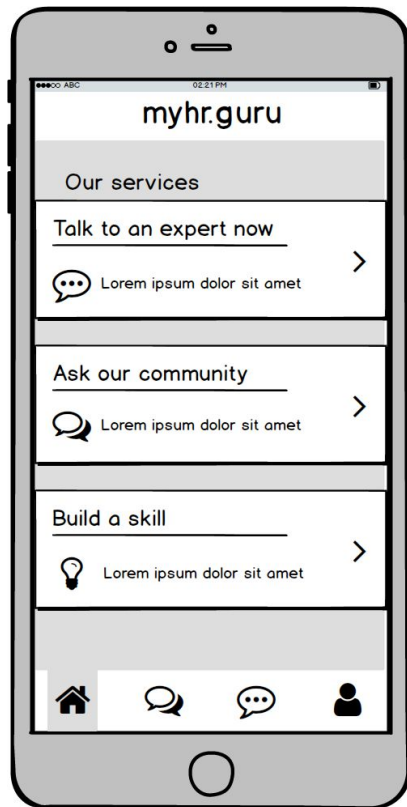 ABC 02:21 PM
myhr.guru
Our services
Talk to an expert now
Lorem ipsum dolor sit amet
Ask our community
Lorem ipsum dolor sit amet
Build a skill
Lorem ipsum dolor sit amet